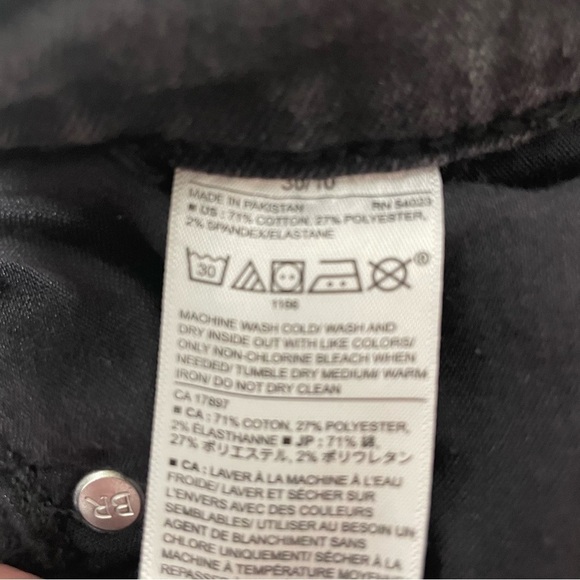 30/10
MADE IN PAKISTAN RN 54023
■ US : 71% COTTON, 27% POLYESTER,
2% SPANDEX/ELASTANE
30
®
1106
MACHINE WASH COLD/ WASH AND
DRY INSIDE OUT WITH LIKE COLORS/
ONLY NON-CHLORINE BLEACH WHEN
NEEDED/ TUMBLE DRY MEDIUM/ WARM
IRON/ DO NOT DRY CLEAN
CA 17897
■ CA : 71% COTON, 27% POLYESTER,
2% ÉLASTHANNE ■ JP : 71% 綿,
27% ポリエステル, 2% ポリウレタン
■ CA : LAVER À LA MACHINE À L'EAU
FROIDE/ LAVER ET SÉCHER SUR
L'ENVERS AVEC DES COULEURS
SEMBLABLES/ UTILISER AU BESOIN UN
AGENT DE BLANCHIMENT SANS
CHLORE UNIQUEMENT/ SÉCHER À LA
MACHINE À TEMPÉRATURE MOYENNE/
REPASSER
BR